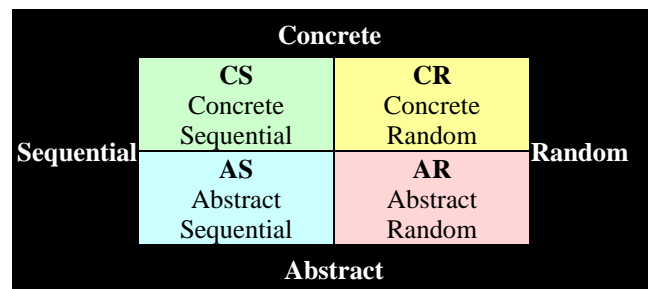 Concrete
CS
Concrete
Sequential
CR
Concrete
Random
Sequential
Random
AS
Abstract
Sequential
AR
Abstract
Random
Abstract